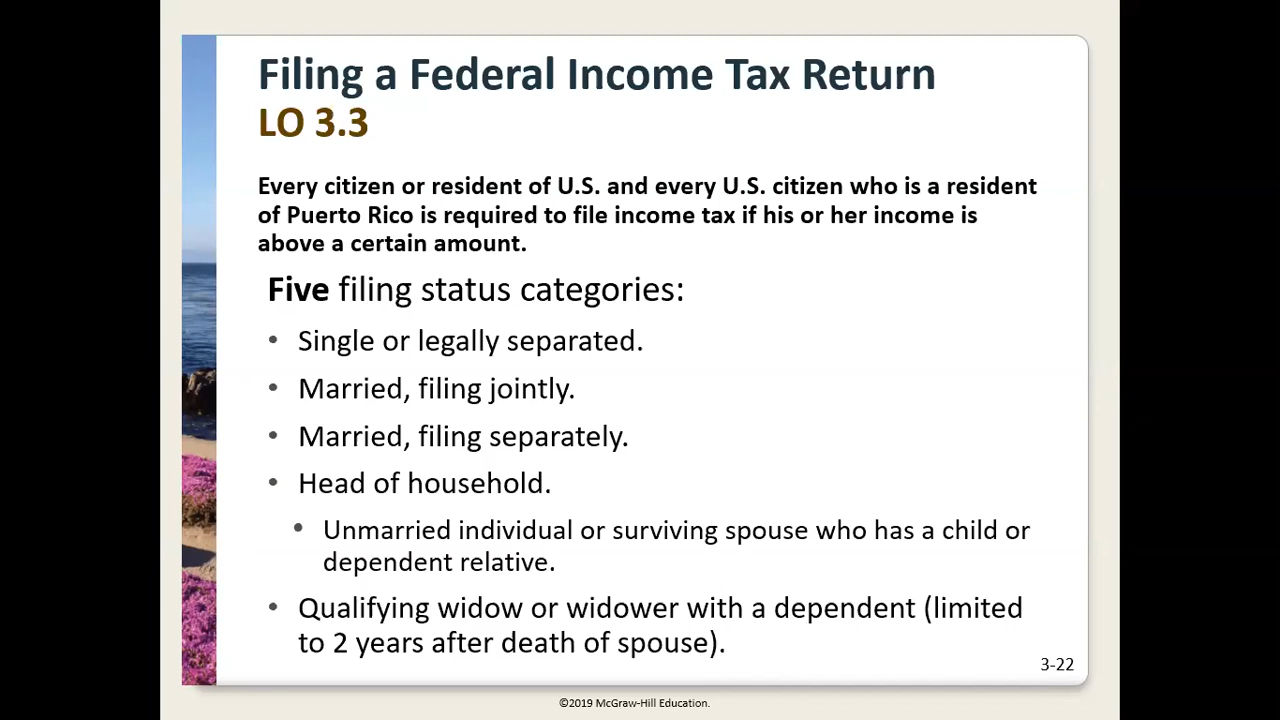 Filing a Federal Income Tax Return
LO 3.3
Every citizen or resident of U.S. and every U.S. citizen who is a resident
of Puerto Rico is required to file income tax if his or her income is
above a certain amount.
Five filing status categories:
• Single or legally separated.
• Married, filing jointly.
• Married, filing separately.
• Head of household.
• Unmarried individual or surviving spouse who has a child or
dependent relative.
• Qualifying widow or widower with a dependent (limited
to 2 years after death of spouse).
3-22
©2019 McGraw-Hill Education.